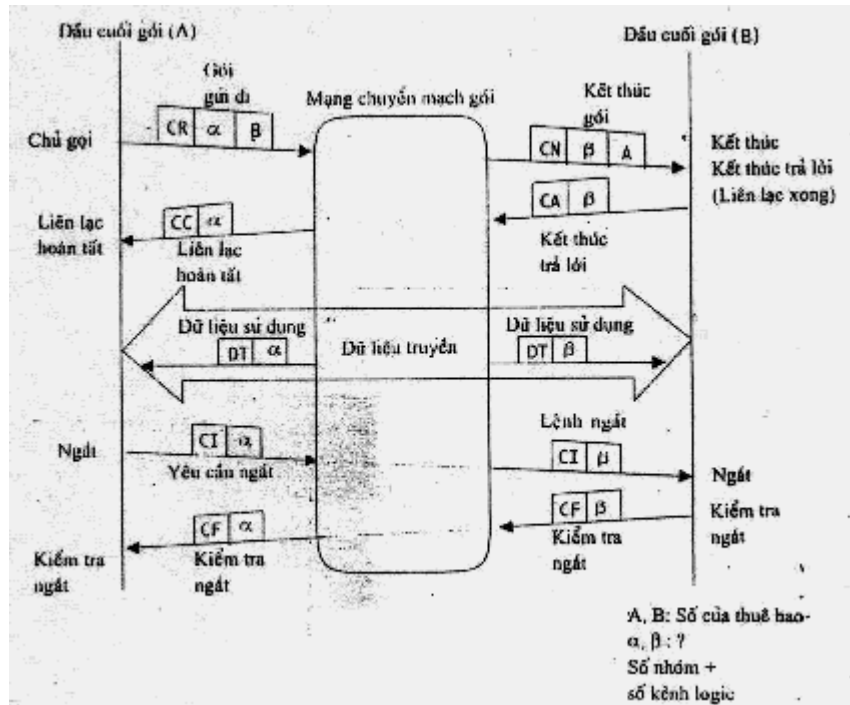 Đầu cuối gói (A)
Đầu cuối gói (B)
Gói
gửi đi
Mạng chuyển mạch gói
Kết thúc
gói
Chủ gọi
CR α B
CN β A
Kết thúc
Kết thúc trả lời
(Liên lạc xong)
CA β
Liên lạc
hoàn tất
CC α
Liên lạc
hoàn tất
Kết thúc
trả lời
Dữ liệu sử dụng
Dữ liệu sử dụng
DT α
Dữ liệu truyền
DT β
Lệnh ngắt
Ngắt
CI α
Yêu cầu ngắt
CI β
Ngắt
CF β
Kiểm tra
ngắt
CF α
Kiểm tra
ngắt
Kiểm tra
ngắt
Kiểm tra
ngắt
A, B: Số của thuê bao
α, β : ?
Số nhóm +
số kênh logic